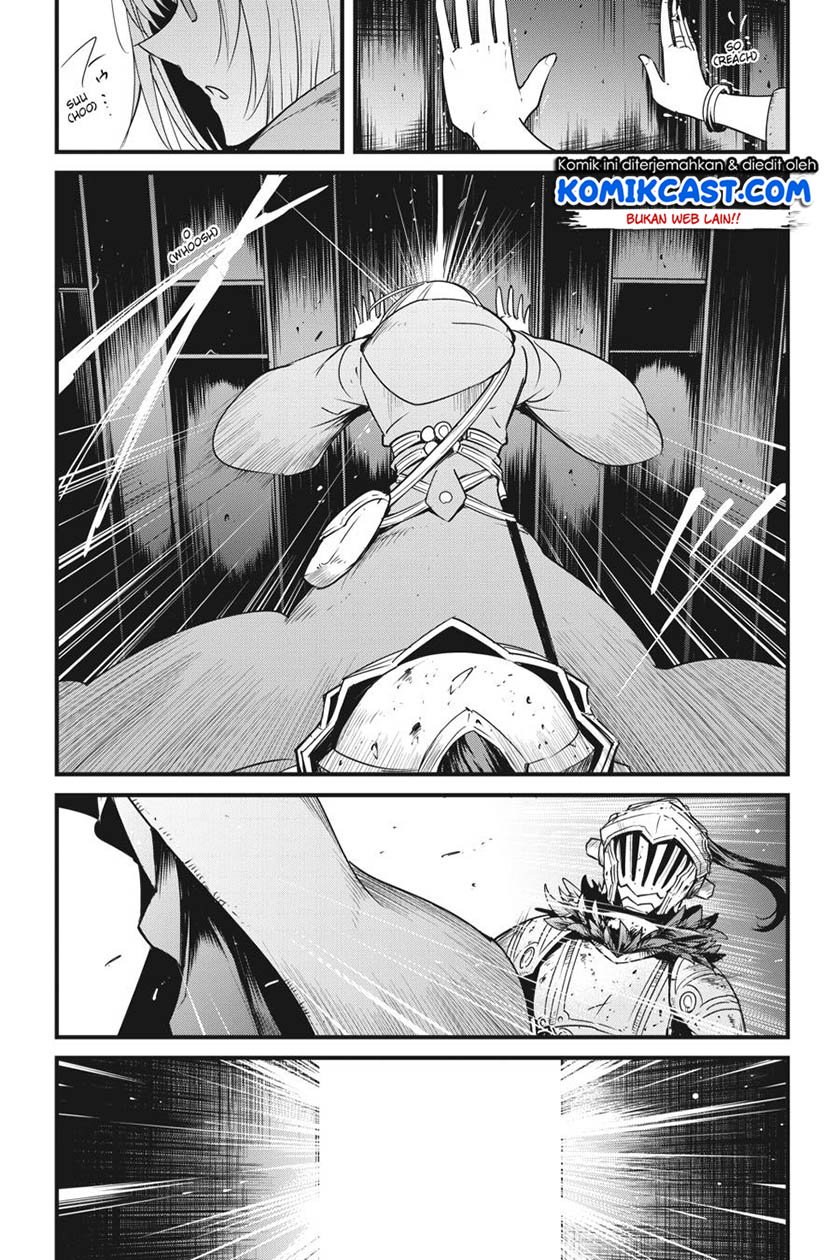 SO
(REACH)
SUU
(HOO)
Komik ini diterjemahkan & diedit oleh
KOMIKCAST.COM
BUKAN WEB LAIN!!
O
(WHOOSH)